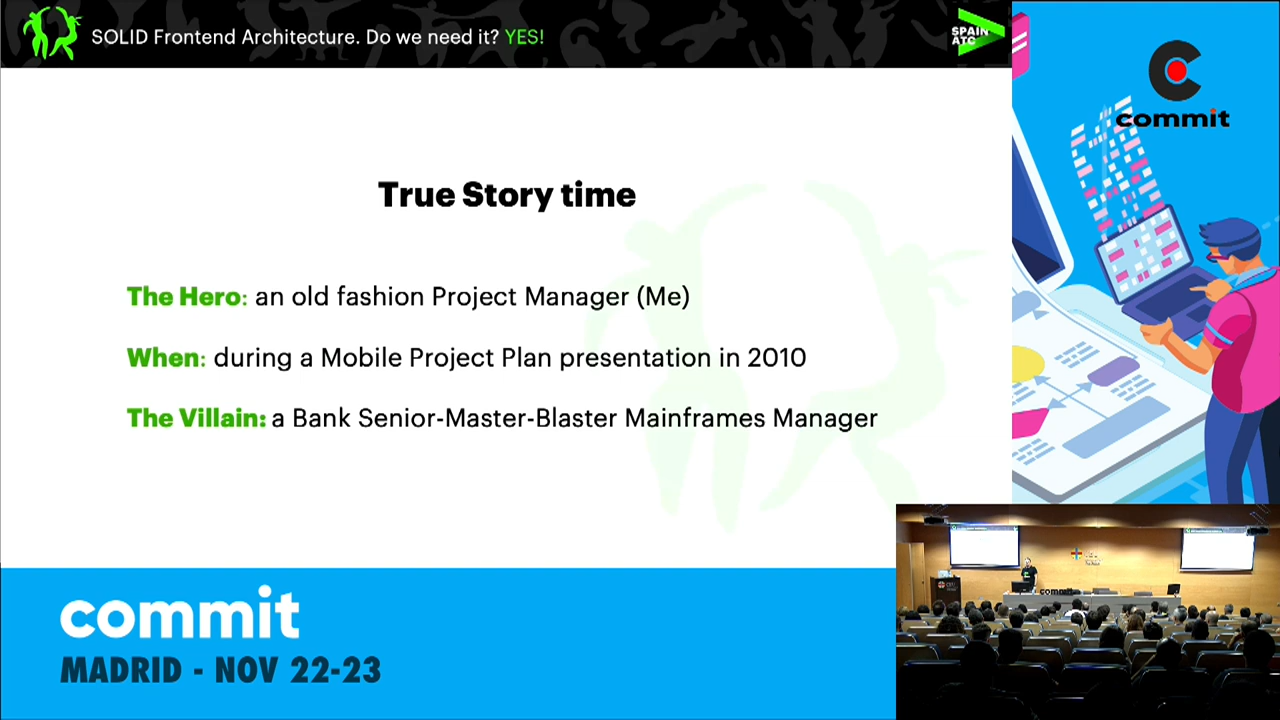 SOLID Frontend Architecture. Do we need it? YES!
SPAIN
ATC
commit
True Story time
The Hero: an old fashion Project Manager (Me)
When: during a Mobile Project Plan presentation in 2010
The Villain: a Bank Senior-Master-Blaster Mainframes Manager
commit
MADRID - NOV 22-23
commit